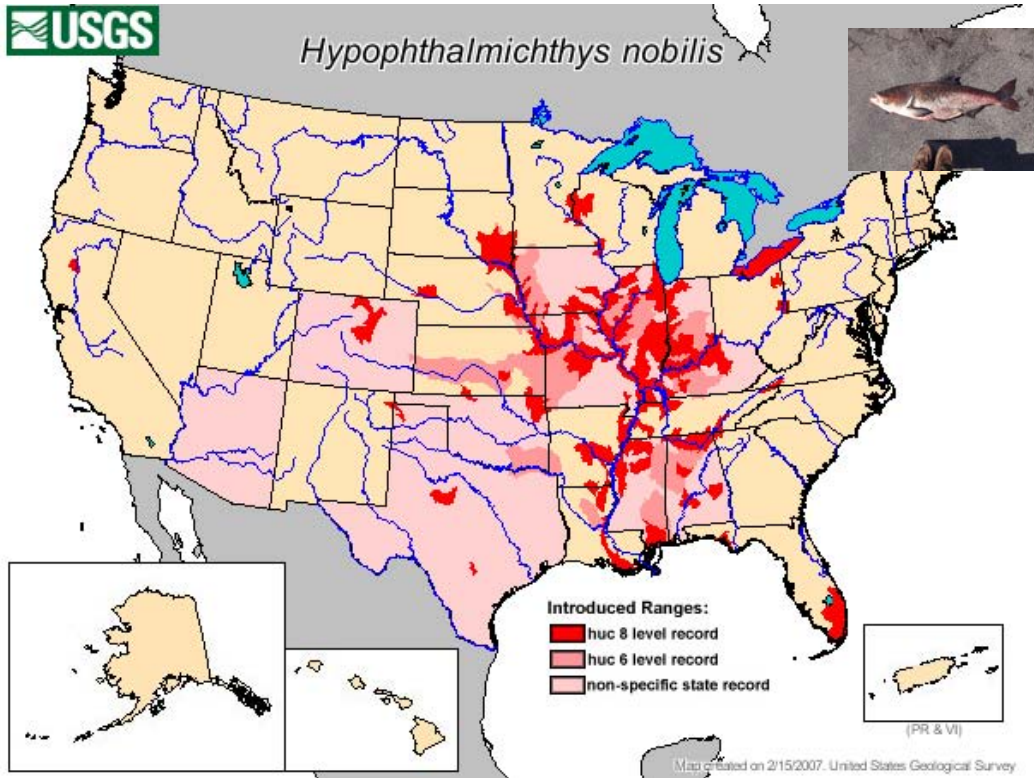 USGS
Hypophthalmichthys nobilis
Introduced Ranges:
huc 8 level record
huc 6 level record
non-specific state record
(PR & VI)
Map created on 2/15/2007. United States Geological Survey